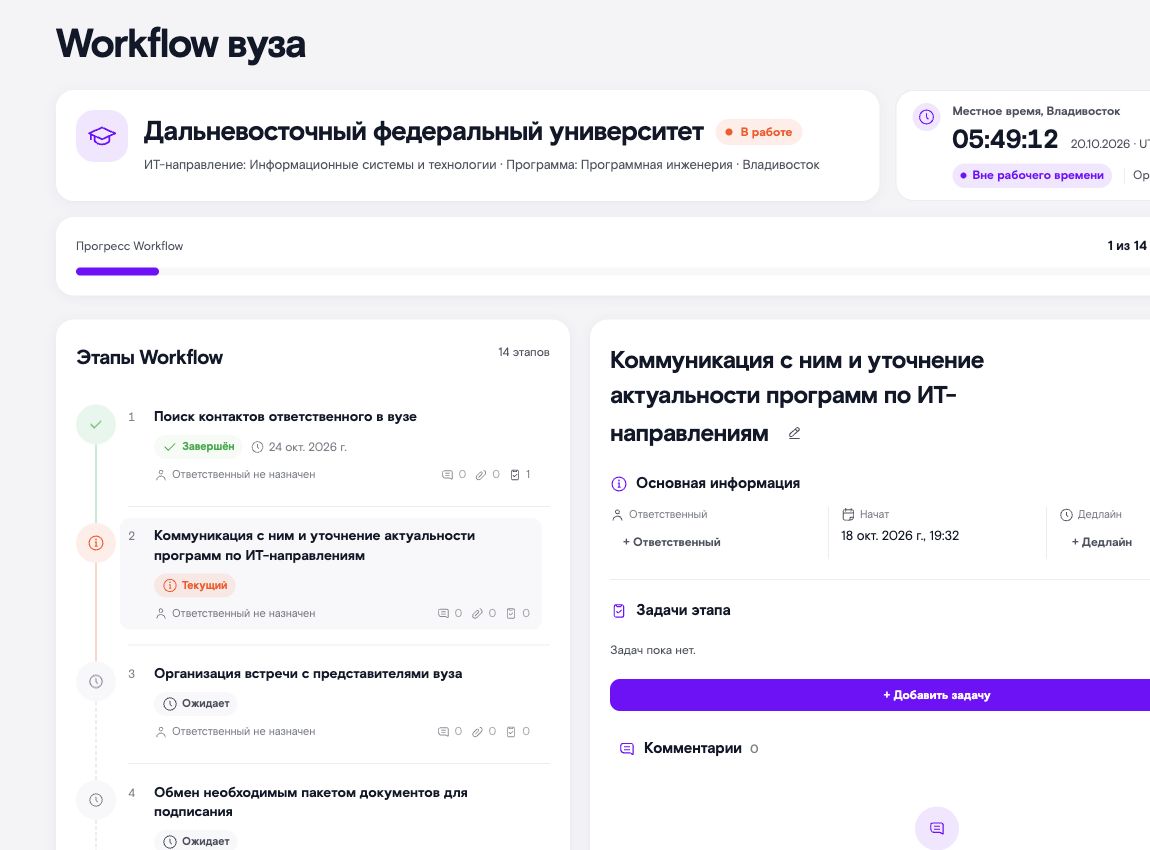 Workflow вуза
Дальневосточный федеральный университет
В работе
ИТ-направление: Информационные системы и технологии · Программа: Программная инженерия · Владивосток
Местное время, Владивосток
05:49:12 20.10.2026 · UT
Вне рабочего времени
Ор
Прогресс Workflow
1 из 14
Этапы Workflow
14 этапов
1 Поиск контактов ответственного в вузе
Завершён 24 окт. 2026 г.
Ответственный не назначен 0 0 1
2 Коммуникация с ним и уточнение актуальности
программ по ИТ-направлениям
Текущий
Ответственный не назначен 0 0 0
3 Организация встречи с представителями вуза
Ожидает
Ответственный не назначен 0 0 0
4 Обмен необходимым пакетом документов для
подписания
Ожидает
Коммуникация с ним и уточнение
актуальности программ по ИТ-
направлениям
Основная информация
Ответственный
+ Ответственный
Начат
18 окт. 2026 г., 19:32
Дедлайн
+ Дедлайн
Задачи этапа
Задач пока нет.
+ Добавить задачу
Комментарии 0